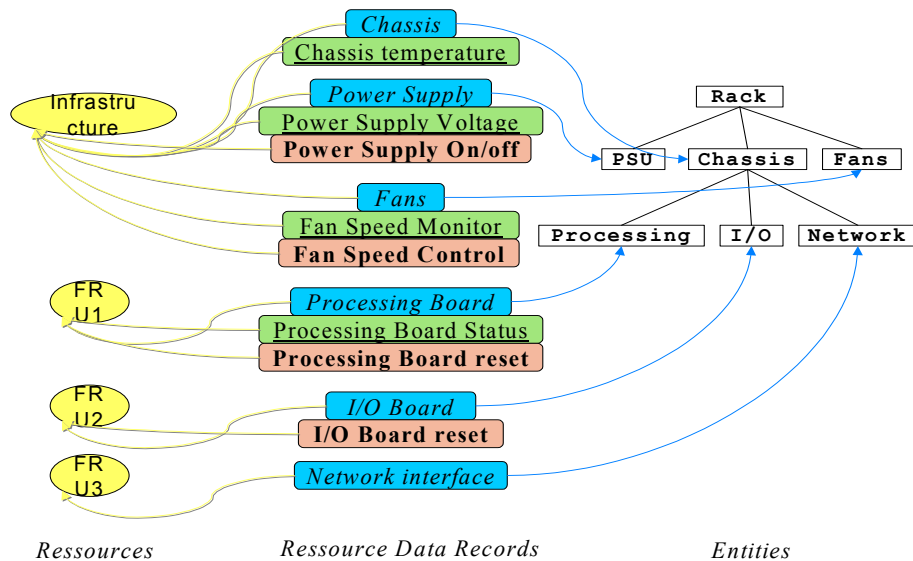 Chassis
Chassis temperature
Infrastru
cture
Power Supply
Power Supply Voltage
Power Supply On/off
Rack
PSU
Chassis
Fans
Fans
Fan Speed Monitor
Fan Speed Control
Processing
I/O
Network
FR
U1
Processing Board
Processing Board Status
Processing Board reset
FR
U2
I/O Board
I/O Board reset
FR
U3
Network interface
Ressources
Ressource Data Records
Entities